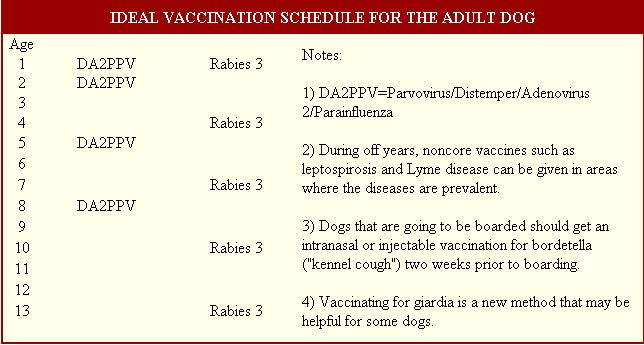 IDEAL VACCINATION SCHEDULE FOR THE ADULT DOG
Age
1 DA2PPV Rabies 3
2 DA2PPV
3
4 Rabies 3
5 DA2PPV
6
7 Rabies 3
8 DA2PPV
9
10 Rabies 3
11
12
13 Rabies 3
Notes:
1) DA2PPV=Parvovirus/Distemper/Adenovirus
2/Parainfluenza
2) During off years, noncore vaccines such as
leptospirosis and Lyme disease can be given in areas
where the diseases are prevalent.
3) Dogs that are going to be boarded should get an
intranasal or injectable vaccination for bordetella
("kennel cough") two weeks prior to boarding.
4) Vaccinating for giardia is a new method that may be
helpful for some dogs.